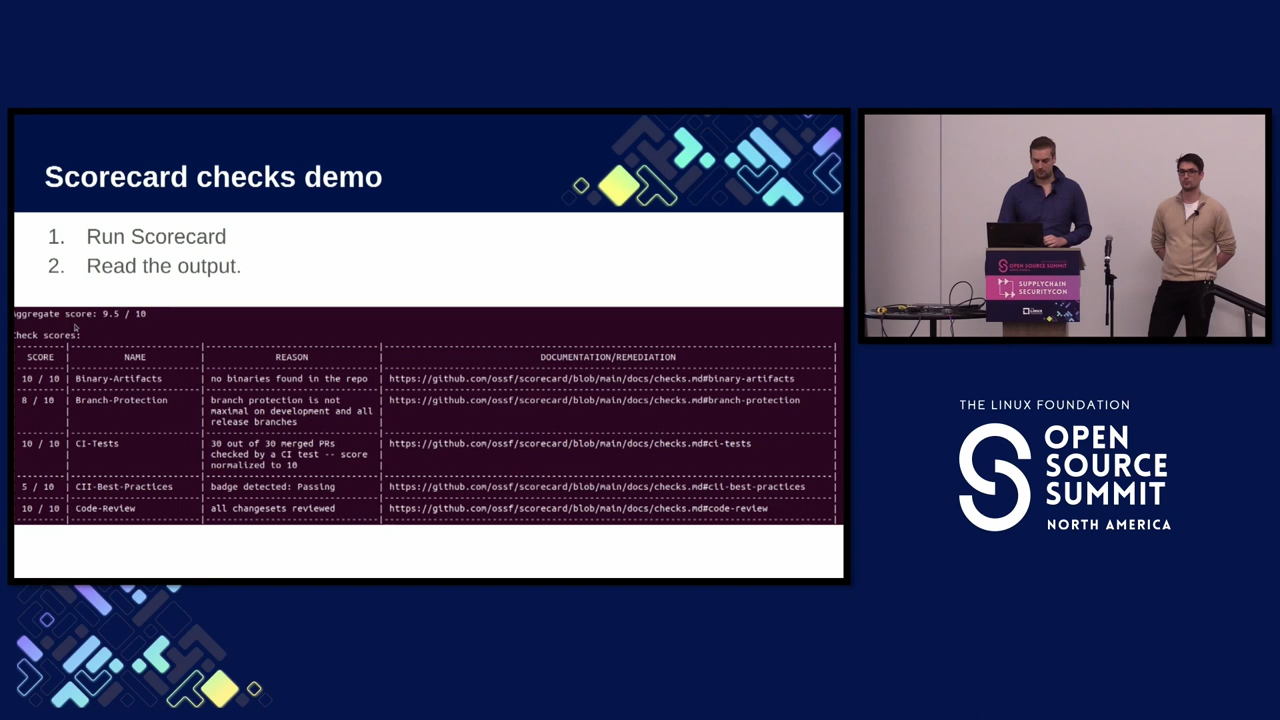 Scorecard checks demo
1. Run Scorecard
2. Read the output.
Aggregate score: 9.5 / 10
Check scores:
SCORE | NAME | REASON | DOCUMENTATION/REMEDIATION
10 / 10 | Binary-Artifacts | no binaries found in the repo | https://github.com/ossf/scorecard/blob/main/docs/checks.md#binary-artifacts
8 / 10 | Branch-Protection | branch protection is not | https://github.com/ossf/scorecard/blob/main/docs/checks.md#branch-protection
maximal on development and all
release branches
10 / 10 | CI-Tests | 30 out of 30 merged PRs | https://github.com/ossf/scorecard/blob/main/docs/checks.md#ci-tests
checked by a CI test -- score
normalized to 10
5 / 10 | CII-Best-Practices | badge detected: Passing | https://github.com/ossf/scorecard/blob/main/docs/checks.md#cii-best-practices
10 / 10 | Code-Review | all changesets reviewed | https://github.com/ossf/scorecard/blob/main/docs/checks.md#code-review
OPEN SOURCE SUMMIT
SUPPLYCHAIN
SECURITYCON
THE LINUX FOUNDATION
OPEN
SOURCE
SUMMIT
NORTH AMERICA